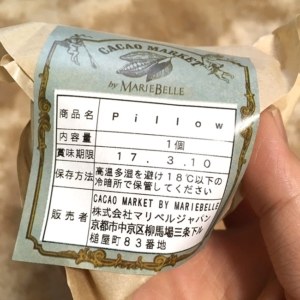 CACAO MARKET
by MARIEBELLE
商品名 Pillow
内容量 1個
賞味期限 17. 3.10
保存方法 高温多湿を避け18℃以下の
冷暗所で保管してください
販売者 CACAO MARKET BY MARIEBELLE
株式会社マリベルジャパン
京都市中京区柳馬場三条下ル
槌屋町83番地